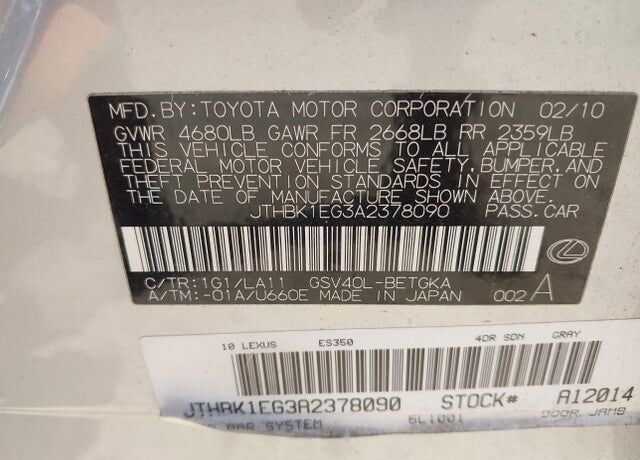 MFD.BY:TOYOTA MOTOR CORPORATION 02/10
GVWR 4680LB GAWR FR 2668LB RR 2359LB
THIS VEHICLE CONFORMS TO ALL APPLICABLE
FEDERAL MOTOR VEHICLE SAFETY,BUMPER,AND
THEFT PREVENTION STANDARDS IN EFFECT ON
THE DATE OF MANUFACTURE SHOWN ABOVE.
JTHBK1EG3A2378090 PASS.CAR
C/TR:1G1/LA11 GSV40L-BETGKA
A/TM:-01A/U660E MADE IN JAPAN 002 A
10 LEXUS ES350 4DR SDN GRAY
JTHBK1EG3A2378090 STOCK# A12014
SYSTEM 6L1001 DOOR JAMB